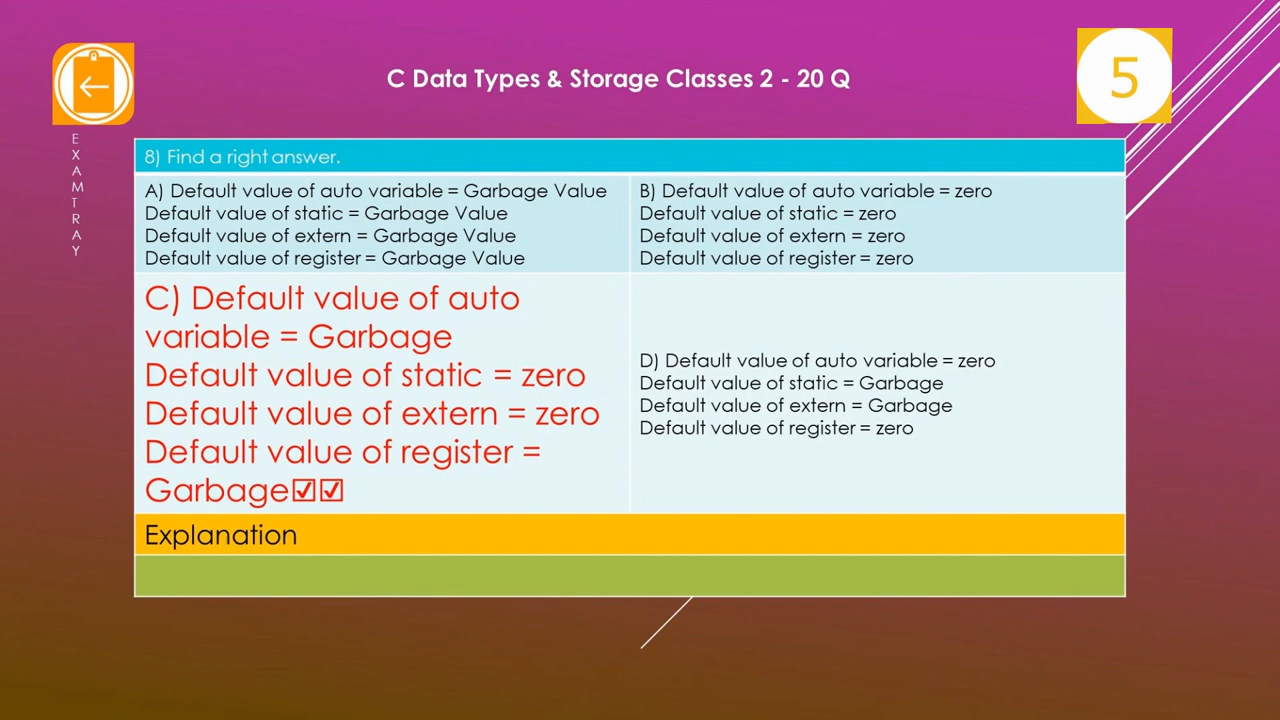 C Data Types & Storage Classes 2 - 20 Q
5
E
X
A
M
T
R
A
Y
8) Find a right answer.
A) Default value of auto variable = Garbage Value
Default value of static = Garbage Value
Default value of extern = Garbage Value
Default value of register = Garbage Value
B) Default value of auto variable = zero
Default value of static = zero
Default value of extern = zero
Default value of register = zero
C) Default value of auto
variable = Garbage
Default value of static = zero
Default value of extern = zero
Default value of register =
Garbage☑☑
D) Default value of auto variable = zero
Default value of static = Garbage
Default value of extern = Garbage
Default value of register = zero
Explanation